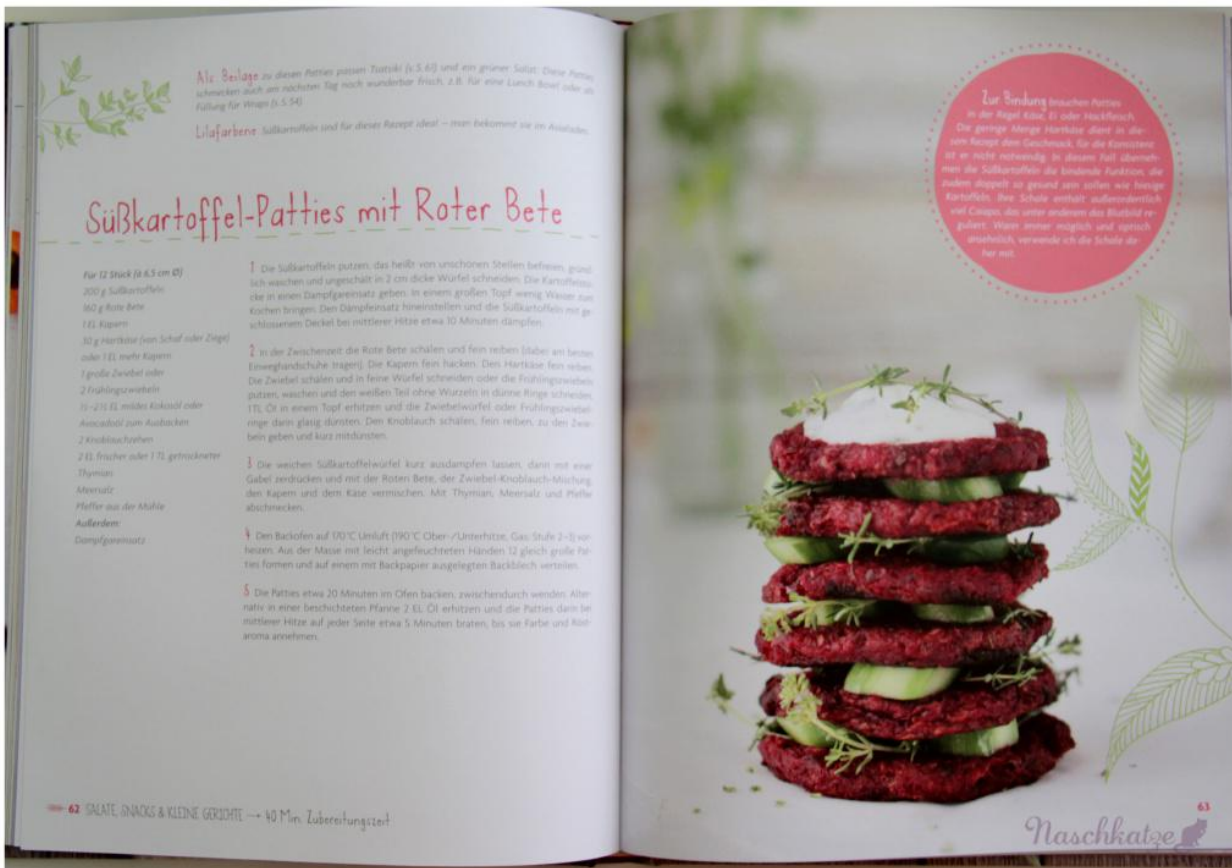 Als Beilage zu diesen Patties passen Tsatsiki (s. S. 61) und ein grüner Salat. Diese Patties
schmecken auch am nächsten Tag noch wunderbar frisch, z.B. für eine Lunch Bowl oder als
Füllung für Wraps (s. S. 54).
Lilafarbene Süßkartoffeln sind für dieses Rezept ideal – man bekommt sie im Asialaden.
Süßkartoffel-Patties mit Roter Bete
Für 12 Stück (à 6,5 cm Ø)
200 g Süßkartoffeln
160 g Rote Bete
1 EL Kapern
30 g Hartkäse (von Schaf oder Ziege)
oder 1 EL mehr Kapern
1 große Zwiebel oder
2 Frühlingszwiebeln
EL mildes Kokosöl oder
Avocadoöl zum Ausbacken
2 Knoblauchzehen
2 EL frischer oder 1 TL getrockneter
Thymian
Meersalz
Pfeffer aus der Mühle
Außerdem:
Dampfgareinsatz
1 Die Süßkartoffeln putzen, das heißt von unschönen Stellen befreien, gründ-
lich waschen und ungeschält in 2 cm dicke Würfel schneiden. Die Kartoffelstü-
cke in einen Dampfgareinsatz geben. In einem großen Topf wenig Wasser zum
Kochen bringen. Den Dämpfeinsatz hineinstellen und die Süßkartoffeln mit ge-
schlossenem Deckel bei mittlerer Hitze etwa 10 Minuten dämpfen.
2 In der Zwischenzeit die Rote Bete schälen und fein reiben (dabei am besten
Einweghandschuhe tragen). Die Kapern fein hacken. Den Hartkäse fein reiben.
Die Zwiebel schälen und in feine Würfel schneiden oder die Frühlingszwiebeln
putzen, waschen und den weißen Teil ohne Wurzeln in dünne Ringe schneiden.
1 TL Öl in einem Topf erhitzen und die Zwiebelwürfel oder Frühlingszwiebel-
ringe darin glasig dünsten. Den Knoblauch schälen, fein reiben, zu den Zwie-
beln geben und kurz mitdünsten.
3 Die weichen Süßkartoffelwürfel kurz ausdampfen lassen, dann mit einer
Gabel zerdrücken und mit der Roten Bete, der Zwiebel-Knoblauch-Mischung,
den Kapern und dem Käse vermischen. Mit Thymian, Meersalz und Pfeffer
abschmecken.
4 Den Backofen auf 170 °C Umluft (190 °C Ober-/Unterhitze, Gas: Stufe 2–3) vor-
heizen. Aus der Masse mit leicht angefeuchteten Händen 12 gleich große Pat-
ties formen und auf einem mit Backpapier ausgelegten Backblech verteilen.
5 Die Patties etwa 20 Minuten im Ofen backen, zwischendurch wenden. Alter-
nativ in einer beschichteten Pfanne 2 EL Öl erhitzen und die Patties darin bei
mittlerer Hitze auf jeder Seite etwa 5 Minuten braten, bis sie Farbe und Röst-
aroma annehmen.
62 SALATE, SNACKS & KLEINE GERICHTE → 40 Min. Zubereitungszeit
Zur Bindung brauchen Patties
in der Regel Käse, Ei oder Hackfleisch.
Die geringe Menge Hartkäse dient in die-
sem Rezept dem Geschmack, für die Konsistenz
ist er nicht notwendig. In diesem Fall überneh-
men die Süßkartoffeln die bindende Funktion, die
zudem doppelt so gesund sein sollen wie hiesige
Kartoffeln. Ihre Schale enthält außerordentlich
viel Caiapo, das unter anderem das Blutbild re-
guliert. Wann immer möglich und optisch
ansehnlich, verwende ich die Schale da-
her mit.
63
Naschkatze